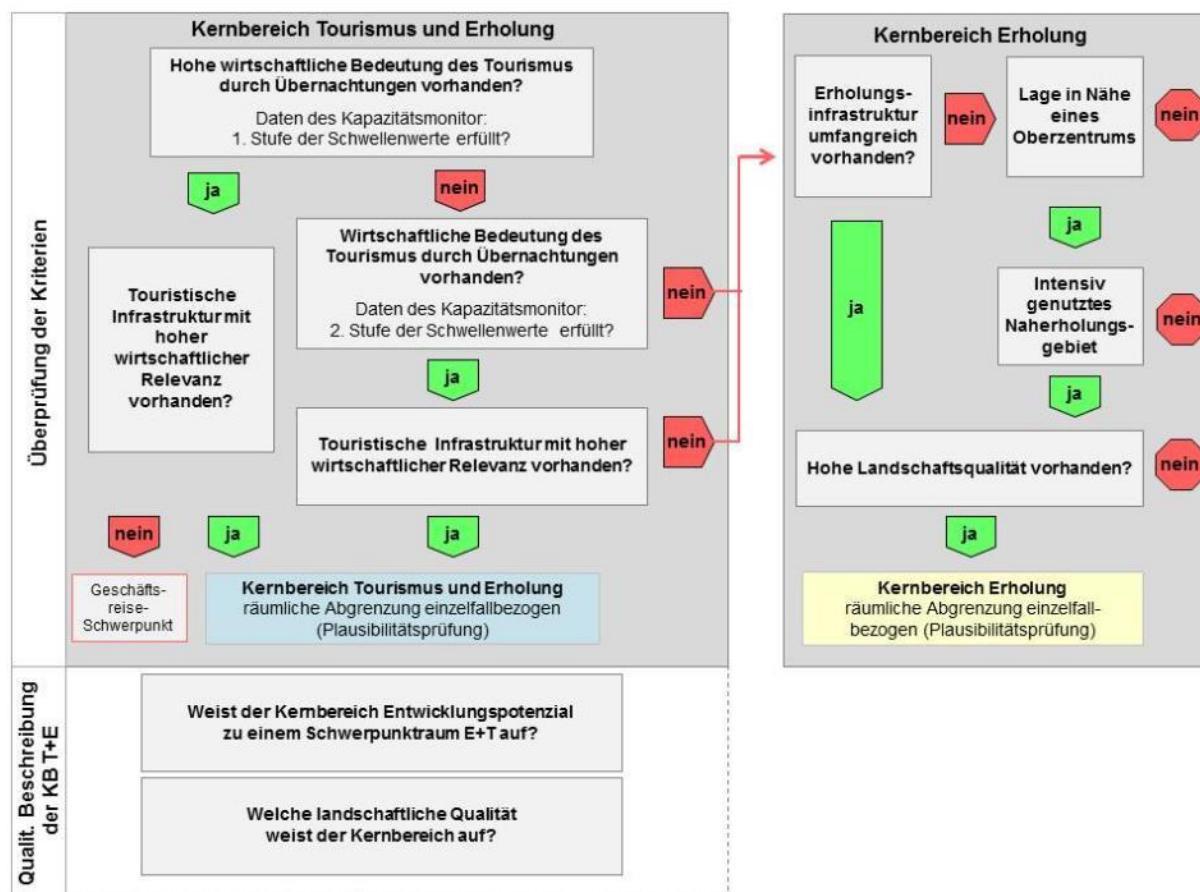 Überprüfung der Kriterien
Kernbereich Tourismus und Erholung
Hohe wirtschaftliche Bedeutung des Tourismus
durch Übernachtungen vorhanden?
Daten des Kapazitätsmonitor:
1. Stufe der Schwellenwerte erfüllt?
ja
nein
Touristische
Infrastruktur mit
hoher
wirtschaftlicher
Relevanz
vorhanden?
Wirtschaftliche Bedeutung des
Tourismus durch Übernachtungen
vorhanden?
Daten des Kapazitätsmonitor:
2. Stufe der Schwellenwerte erfüllt?
nein
ja
Touristische Infrastruktur mit hoher
wirtschaftlicher Relevanz vorhanden?
nein
nein
ja
ja
Geschäfts-
reise-
Schwerpunkt
Kernbereich Tourismus und Erholung
räumliche Abgrenzung einzelfallbezogen
(Plausibilitätsprüfung)
Kernbereich Erholung
Erholungs-
infrastruktur
umfangreich
vorhanden?
nein
Lage in Nähe
eines
Oberzentrums
nein
ja
ja
Intensiv
genutztes
Naherholungs-
gebiet
nein
ja
Hohe Landschaftsqualität vorhanden?
nein
ja
Kernbereich Erholung
räumliche Abgrenzung einzelfall-
bezogen (Plausibilitätsprüfung)
Qualit. Beschreibung
der KB T+E
Weist der Kernbereich Entwicklungspotenzial
zu einem Schwerpunktraum E+T auf?
Welche landschaftliche Qualität
weist der Kernbereich auf?